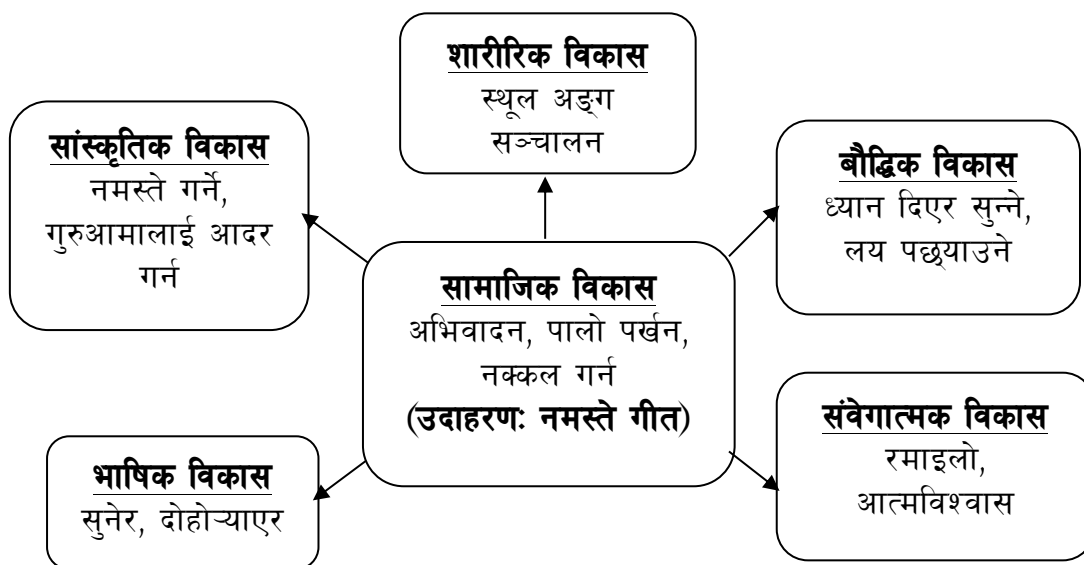 शारीरिक विकास
स्थूल अङ्ग
सञ्चालन
सांस्कृतिक विकास
नमस्ते गर्ने,
गुरुआमालाई आदर
गर्न
बौद्धिक विकास
ध्यान दिएर सुन्ने,
लय पछ्याउने
सामाजिक विकास
अभिवादन, पालो पर्खन,
नक्कल गर्न
(उदाहरणः नमस्ते गीत)
भाषिक विकास
सुनेर, दोहोऱ्याएर
संवेगात्मक विकास
रमाइलो,
आत्मविश्वास